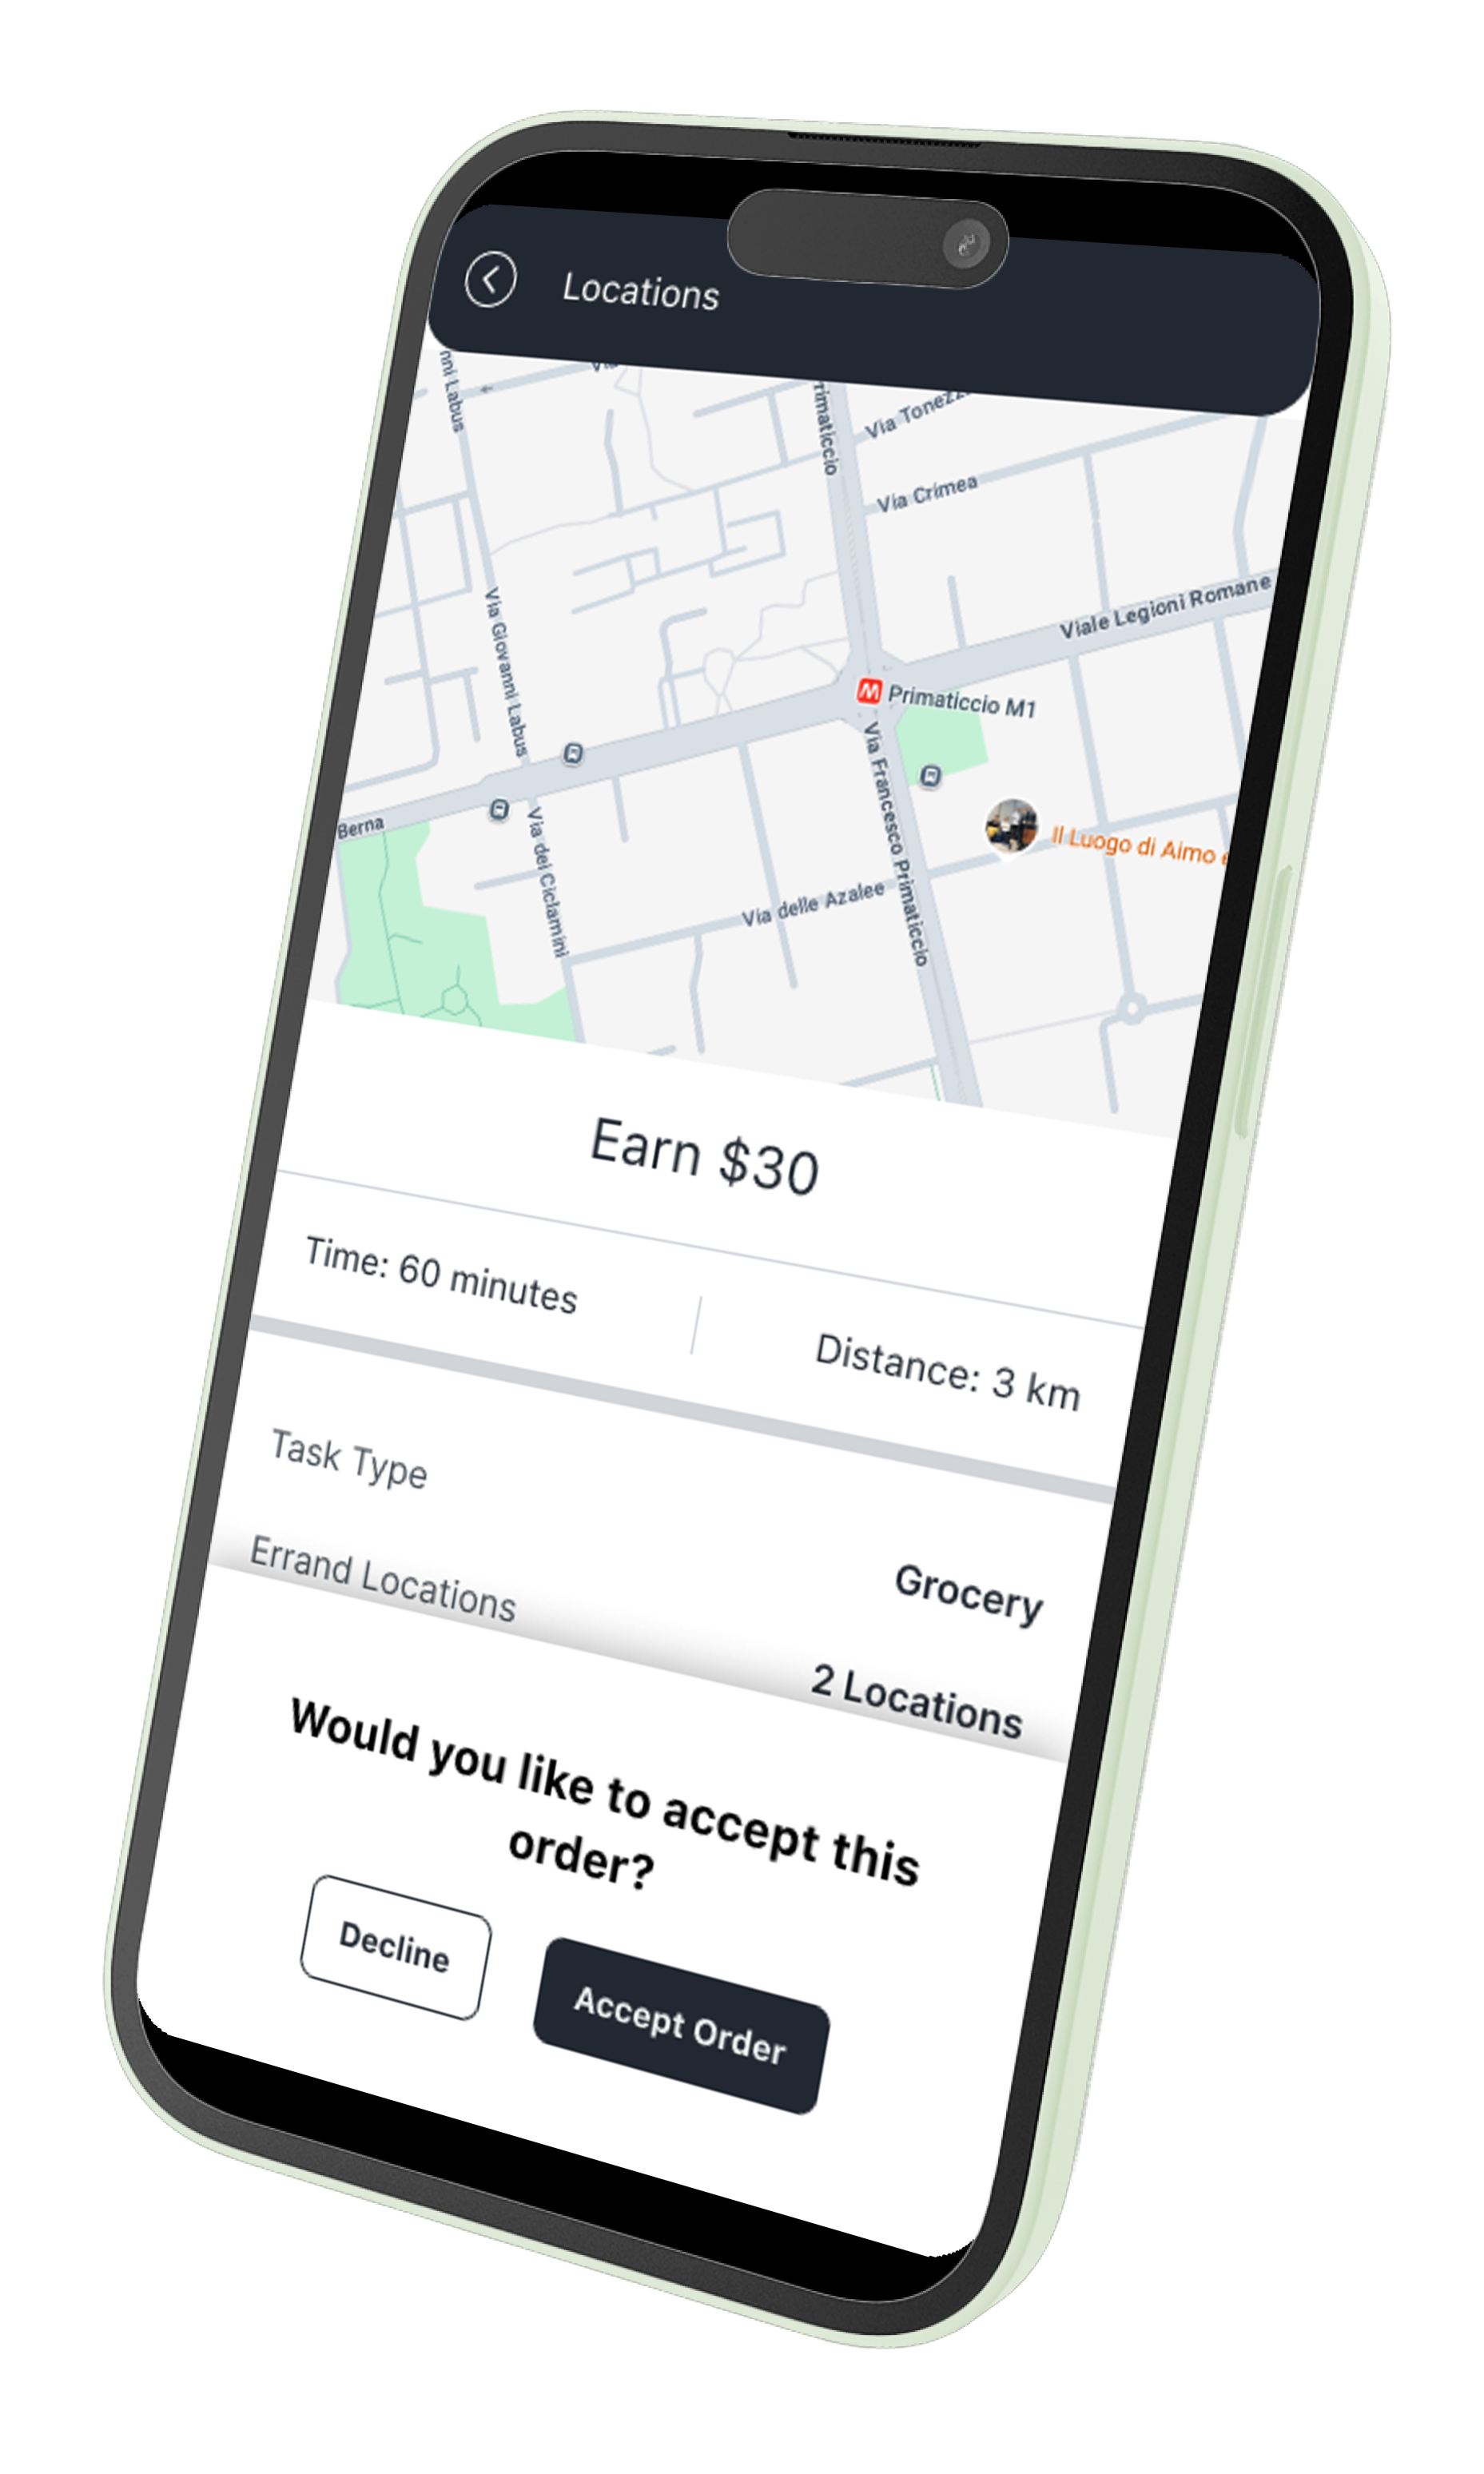 Locations
nni Labus
rimaticcio
Via Tonezz
Via Crimea
Viale Legioni Romane
Via Giovanni Labus
M Primaticcio M1
Berna
Via dei Ciclamini
Via Francesco Primaticcio
Il Luogo di Aimo e
Via delle Azalee
Earn $30
Time: 60 minutes
Distance: 3 km
Task Type
Grocery
Errand Locations
2 Locations
Would you like to accept this
order?
Decline
Accept Order